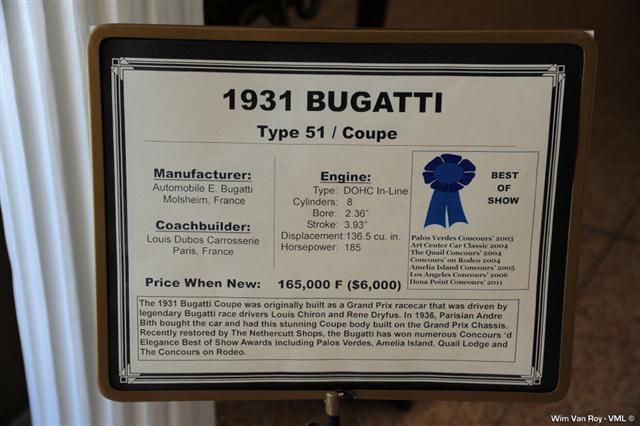 1931 BUGATTI
Type 51 / Coupe
Manufacturer:
Automobile E. Bugatti
Molsheim, France
Coachbuilder:
Louis Dubos Carrosserie
Paris, France
Engine:
Type: DOHC In-Line
Cylinders: 8
Bore: 2.36"
Stroke: 3.93"
Displacement: 136.5 cu. in.
Horsepower: 185
BEST
OF
SHOW
Palos Verdes Concours' 2003
Art Center Car Classic 2004
The Quail Concours' 2004
Concours' on Rodeo 2004
Amelia Island Concours' 2005
Los Angeles Concours' 2006
Dana Point Concours' 2011
Price When New: 165,000 F ($6,000)
The 1931 Bugatti Coupe was originally built as a Grand Prix racecar that was driven by
legendary Bugatti race drivers Louis Chiron and Rene Dryfus. In 1936, Parisian Andre
Bith bought the car and had this stunning Coupe body built on the Grand Prix Chassis.
Recently restored by The Nethercutt Shops, the Bugatti has won numerous Concours 'd
Elegance Best of Show Awards including Palos Verdes, Amelia Island, Quail Lodge and
The Concours on Rodeo.
Wim Van Roy - VML ©